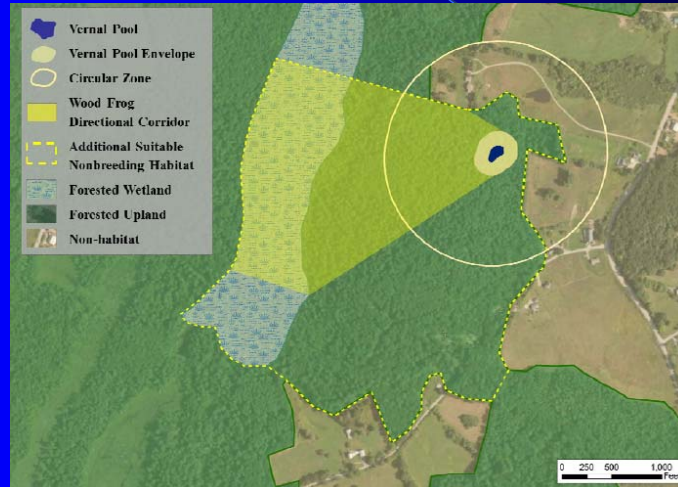 Vernal Pool
Vernal Pool Envelope
Circular Zone
Wood Frog
Directional Corridor
Additional Suitable
Nonbreeding Habitat
Forested Wetland
Forested Upland
Non-habitat
0 250 500 1,000
Feet